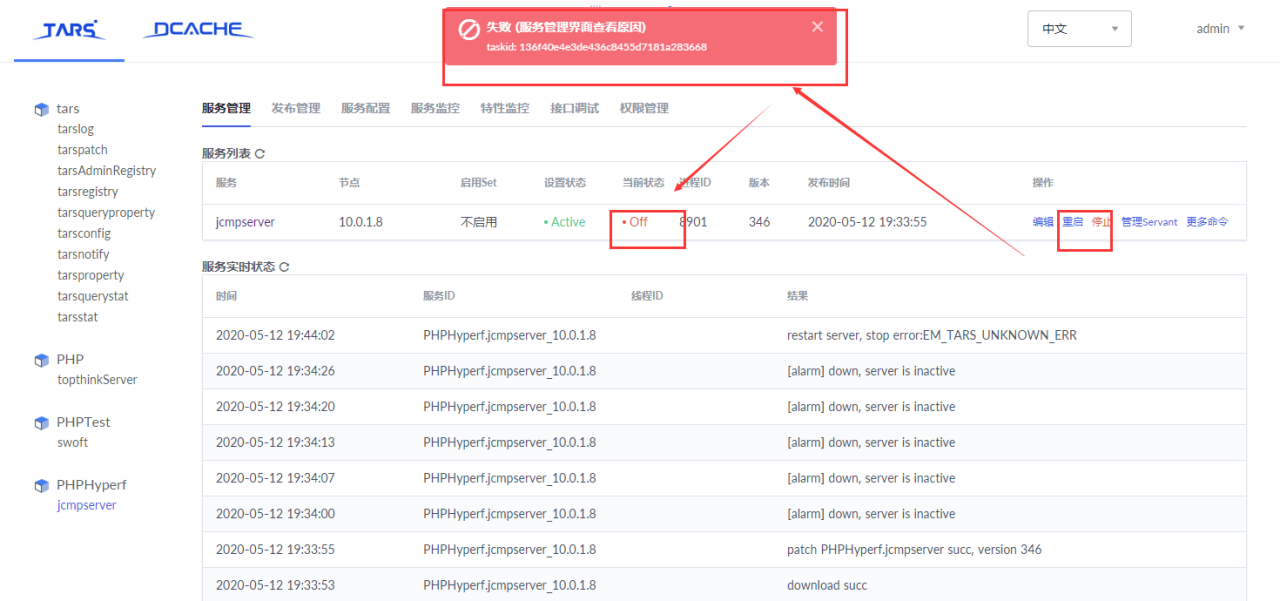 TARS
DCACHE
失败 (服务管理界面查看原因)
taskid: 136f40e4e3de436c8455d7181a283668
中文
admin
tars
tarslog
tarspatch
tarsAdminRegistry
tarsregistry
tarsqueryproperty
tarsconfig
tarsnotify
tarsproperty
tarsquerystat
tarsstat
PHP
topthinkServer
PHPTest
swoft
PHPHyperf
jcmpserver
服务管理 发布管理 服务配置 服务监控 特性监控 接口调试 权限管理
服务列表
服务 节点 启用Set 设置状态 当前状态 进程ID 版本 发布时间 操作
jcmpserver 10.0.1.8 不启用 Active Off 8901 346 2020-05-12 19:33:55 编辑 重启 停止 管理Servant 更多命令
服务实时状态
时间 服务ID 线程ID 结果
2020-05-12 19:44:02 PHPHyperf.jcmpserver_10.0.1.8 restart server, stop error:EM_TARS_UNKNOWN_ERR
2020-05-12 19:34:26 PHPHyperf.jcmpserver_10.0.1.8 [alarm] down, server is inactive
2020-05-12 19:34:20 PHPHyperf.jcmpserver_10.0.1.8 [alarm] down, server is inactive
2020-05-12 19:34:13 PHPHyperf.jcmpserver_10.0.1.8 [alarm] down, server is inactive
2020-05-12 19:34:07 PHPHyperf.jcmpserver_10.0.1.8 [alarm] down, server is inactive
2020-05-12 19:34:00 PHPHyperf.jcmpserver_10.0.1.8 [alarm] down, server is inactive
2020-05-12 19:33:55 PHPHyperf.jcmpserver_10.0.1.8 patch PHPHyperf.jcmpserver succ, version 346
2020-05-12 19:33:53 PHPHyperf.jcmpserver_10.0.1.8 download succ